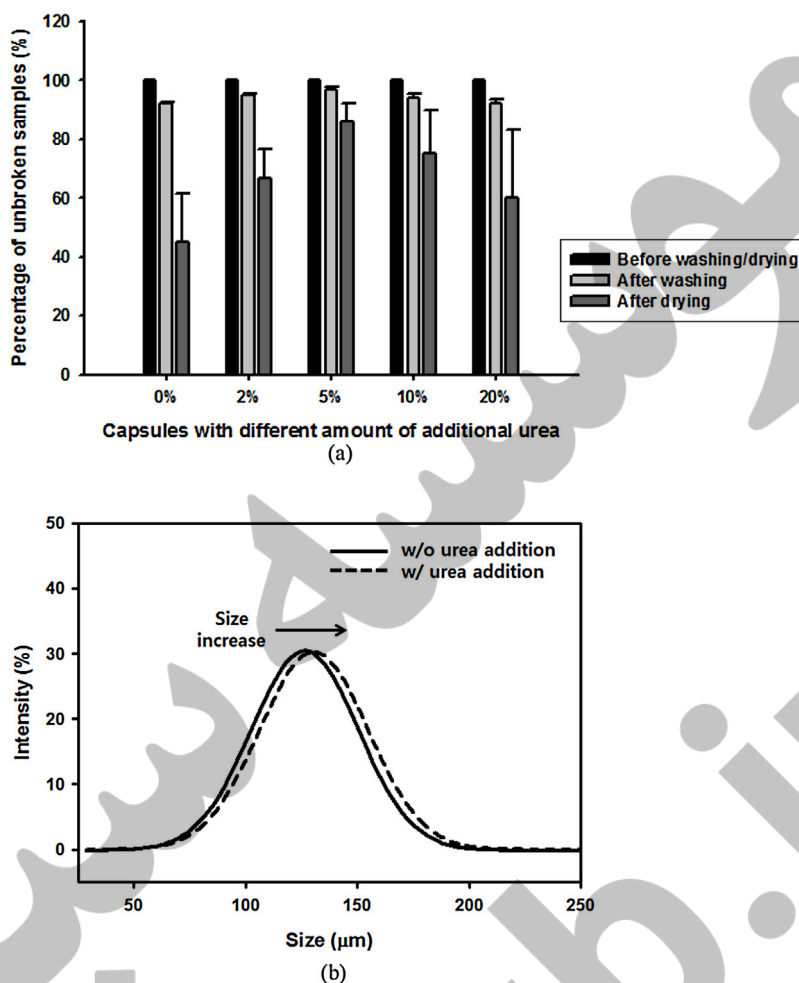 120
100
80
60
40
20
0
Percentage of unbroken samples (%)
0% 2% 5% 10% 20%
Capsules with different amount of additional urea
Before washing/drying
After washing
After drying
(a)
50
40
30
20
10
0
Intensity (%)
w/o urea addition
w/ urea addition
Size
increase
50 100 150 200 250
Size (μm)
(b)